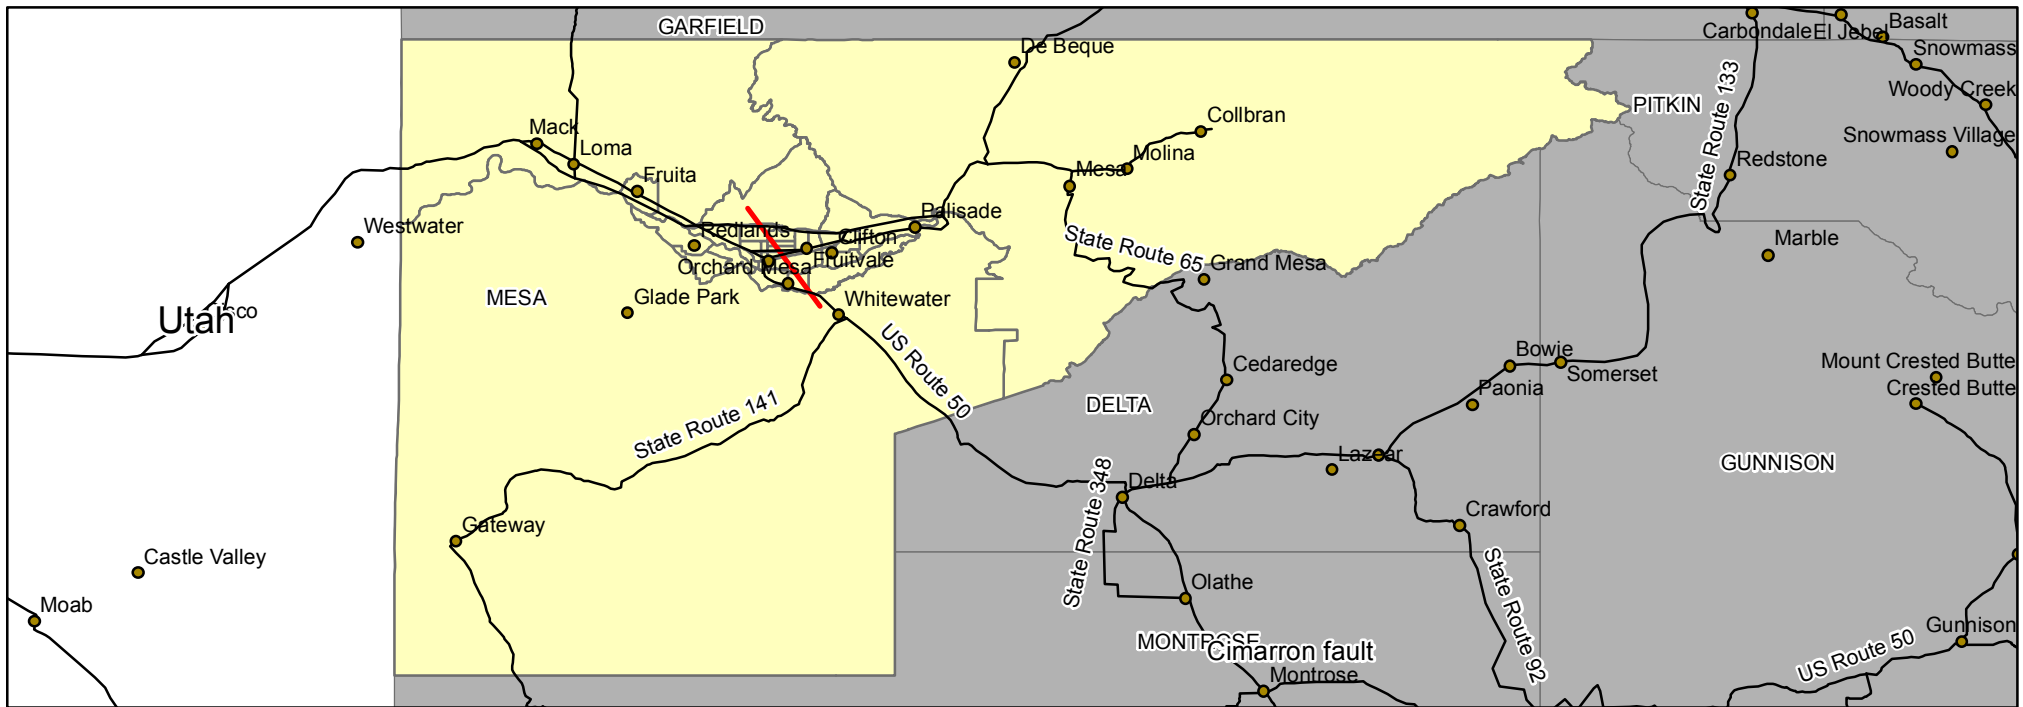 GARFIELD
Basalt
Carbondale
El Jebel
De Beque
Snowmass
Woody Creek
PITKIN
State Route 133
Collbran
Mack
Snowmass Village
Loma
Molina
Redstone
Mesa
Fruita
Palisade
Westwater
Redlands
Clifton
Marble
State Route 65
Fruitvale
Orchard Mesa
Grand Mesa
MESA
Glade Park
Whitewater
Utah
US Route 50
Bowie
Mount Crested Butte
Cedaredge
Somerset
Paonia
Crested Butte
DELTA
State Route 141
Orchard City
Lazear
GUNNISON
Delta
State Route 348
Crawford
Gateway
Castle Valley
Olathe
State Route 92
Moab
Gunnison
MONTROSE
Cimarron fault
US Route 50
Montrose